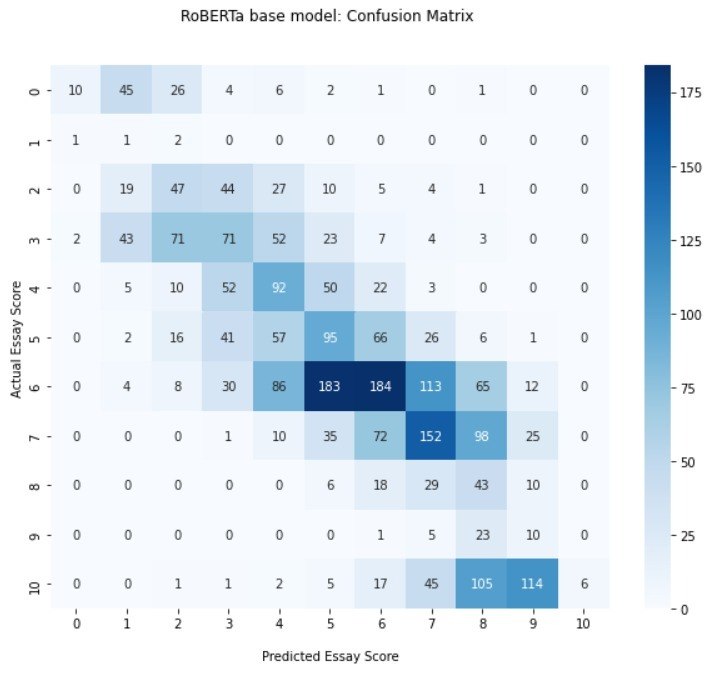 RoBERTa base model: Confusion Matrix
0 10 45 26 4 6 2 1 0 1 0 0
1 1 1 2 0 0 0 0 0 0 0 0
2 0 19 47 44 27 10 5 4 1 0 0
3 2 43 71 71 52 23 7 4 3 0 0
4 0 5 10 52 92 50 22 3 0 0 0
5 0 2 16 41 57 95 66 26 6 1 0
6 0 4 8 30 86 183 184 113 65 12 0
7 0 0 0 1 10 35 72 152 98 25 0
8 0 0 0 0 0 6 18 29 43 10 0
9 0 0 0 0 0 0 1 5 23 10 0
10 0 0 1 1 2 5 17 45 105 114 6
0 1 2 3 4 5 6 7 8 9 10
Predicted Essay Score
Actual Essay Score
175
150
125
100
75
50
25
0